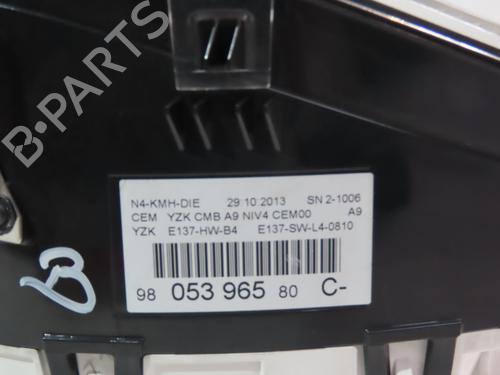 N4-KMH-DIE 29.10.2013 SN 2-1006
CEM YZK CMB A9 NIV4 CEM00 A9
YZK E137-HW-B4 E137-SW-L4-0810
98 053 965 80 C-
B
B-PARTS